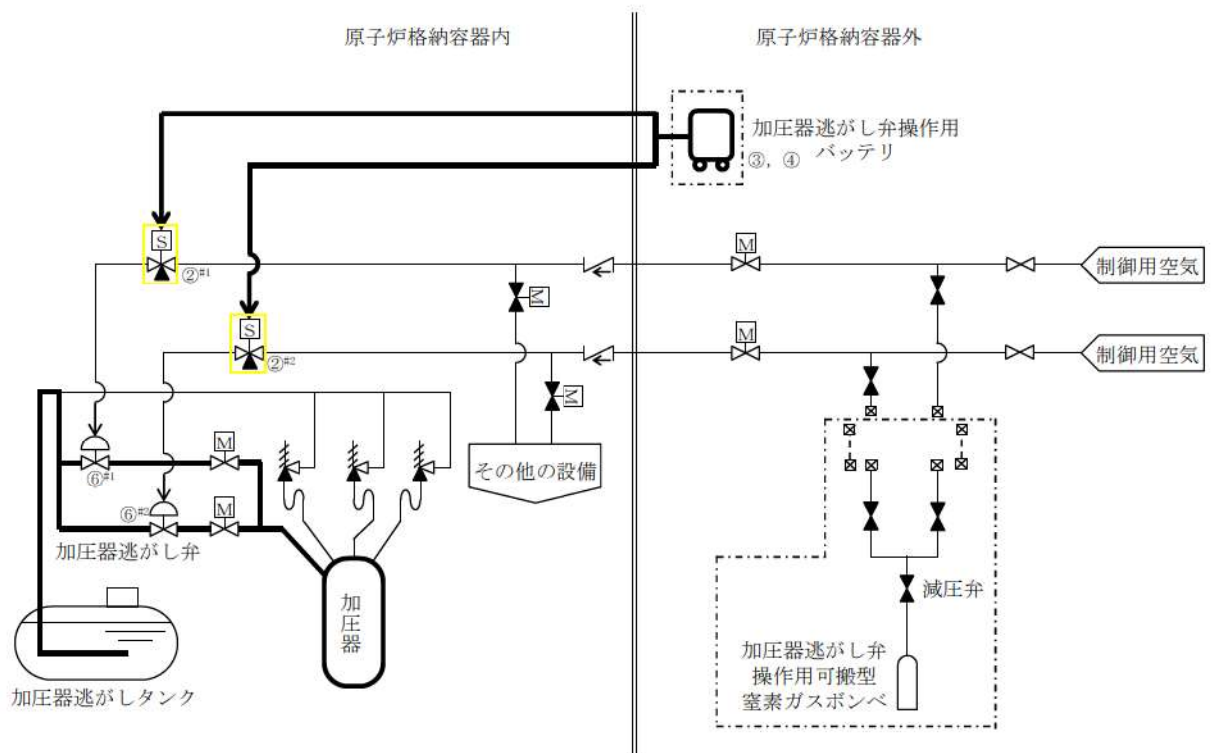 原子炉格納容器内
原子炉格納容器外
加圧器逃がし弁操作用
③, ④ バッテリ
S
②#1
M
制御用空気
M
S
②#2
M
制御用空気
M
M
⑥#1
M
⑥#2
加圧器逃がし弁
その他の設備
加圧器
減圧弁
加圧器逃がし弁
操作用可搬型
窒素ガスボンベ
加圧器逃がしタンク